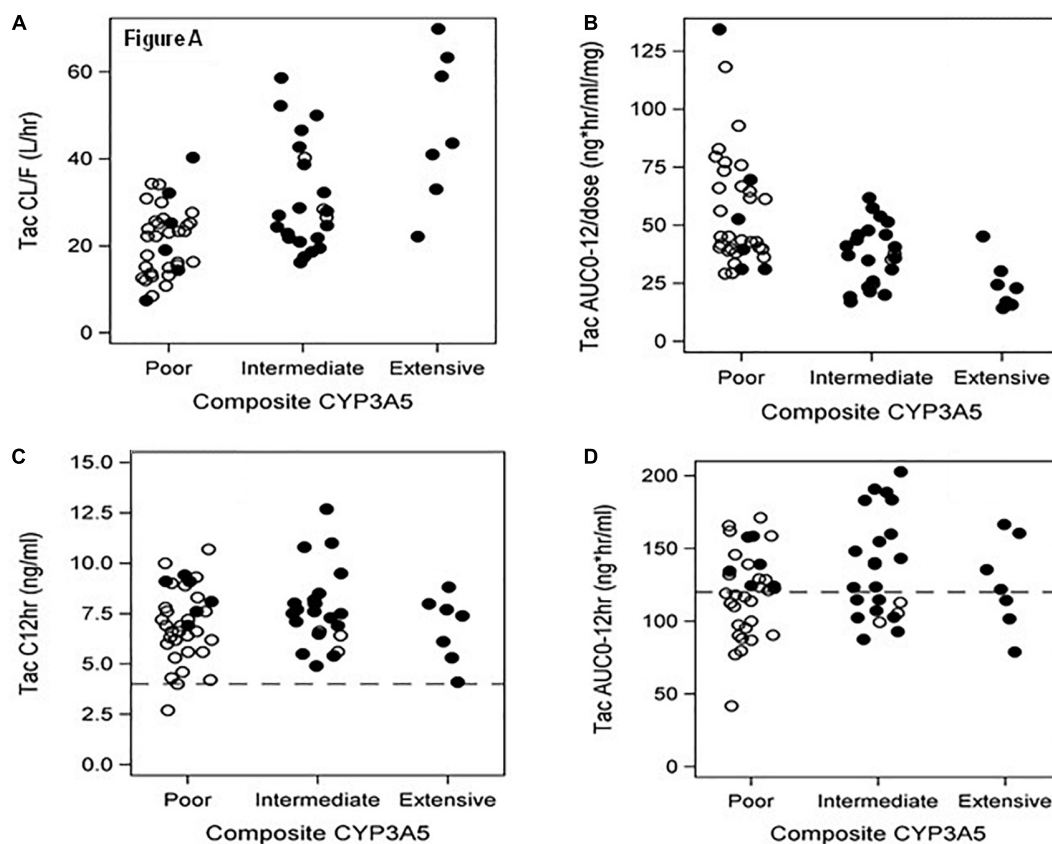 A
Figure A
Tac CL/F (L/hr)
60
40
20
0
Poor Intermediate Extensive
Composite CYP3A5
B
Tac AUC0-12/dose (ng*hr/ml/mg)
125
100
75
50
25
0
Poor Intermediate Extensive
Composite CYP3A5
C
Tac C12hr (ng/ml)
15.0
12.5
10.0
7.5
5.0
2.5
0.0
Poor Intermediate Extensive
Composite CYP3A5
D
Tac AUC0-12hr (ng*hr/ml)
200
150
100
50
0
Poor Intermediate Extensive
Composite CYP3A5